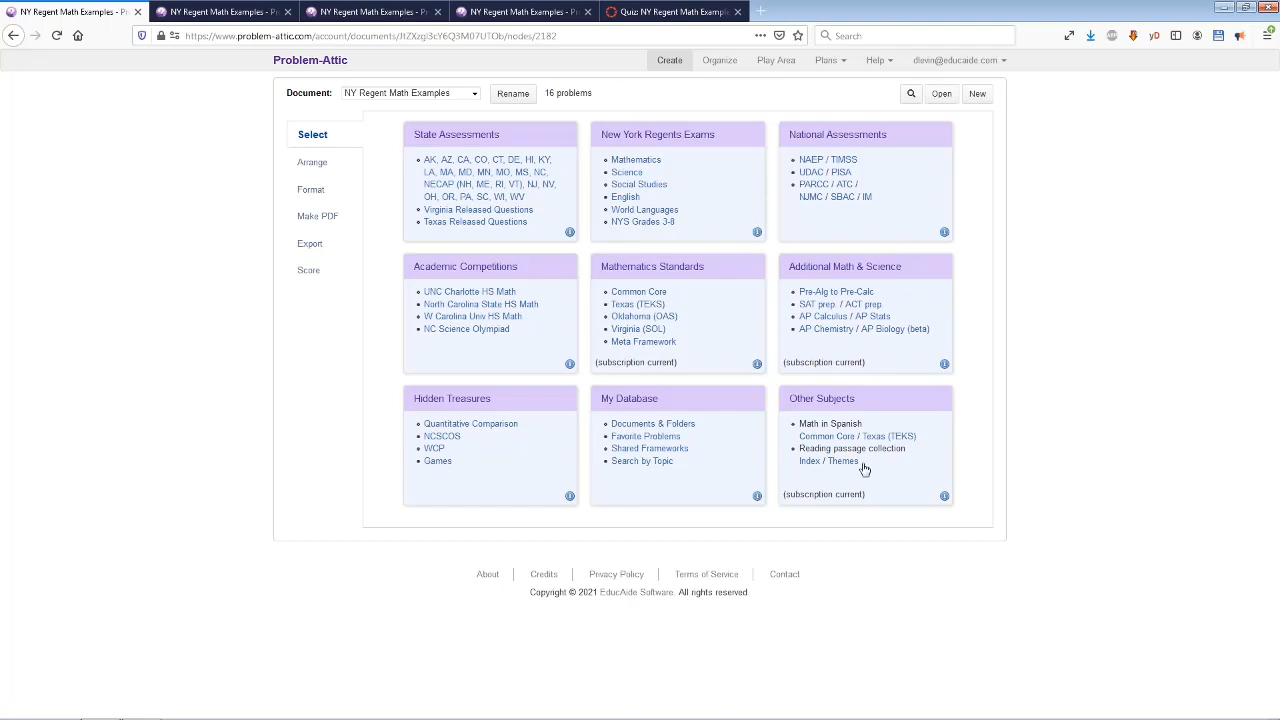 NY Regent Math Examples - Pr
NY Regent Math Examples - Pr
NY Regent Math Examples - Pr
NY Regent Math Examples - Pr
Quiz: NY Regent Math Example
https://www.problem-attic.com/account/documents/JtZXzgi3cY6Q3M07UTOb/nodes/2182
Search
Problem-Attic
Create
Organize
Play Area
Plans
Help
dlevin@educaide.com
Document:
NY Regent Math Examples
Rename
16 problems
Open
New
Select
Arrange
Format
Make PDF
Export
Score
State Assessments
AK, AZ, CA, CO, CT, DE, HI, KY,
LA, MA, MD, MN, MO, MS, NC,
NECAP (NH, ME, RI, VT), NJ, NV,
OH, OR, PA, SC, WI, WV
Virginia Released Questions
Texas Released Questions
New York Regents Exams
Mathematics
Science
Social Studies
English
World Languages
NYS Grades 3-8
National Assessments
NAEP / TIMSS
UDAC / PISA
PARCC / ATC /
NJMC / SBAC / IM
Academic Competitions
UNC Charlotte HS Math
North Carolina State HS Math
W Carolina Univ HS Math
NC Science Olympiad
Mathematics Standards
Common Core
Texas (TEKS)
Oklahoma (OAS)
Virginia (SOL)
Meta Framework
(subscription current)
Additional Math & Science
Pre-Alg to Pre-Calc
SAT prep. / ACT prep.
AP Calculus / AP Stats
AP Chemistry / AP Biology (beta)
(subscription current)
Hidden Treasures
Quantitative Comparison
NCSCOS
WCP
Games
My Database
Documents & Folders
Favorite Problems
Shared Frameworks
Search by Topic
Other Subjects
Math in Spanish
Common Core / Texas (TEKS)
Reading passage collection
Index / Themes
(subscription current)
About
Credits
Privacy Policy
Terms of Service
Contact
Copyright © 2021 EducAide Software. All rights reserved.